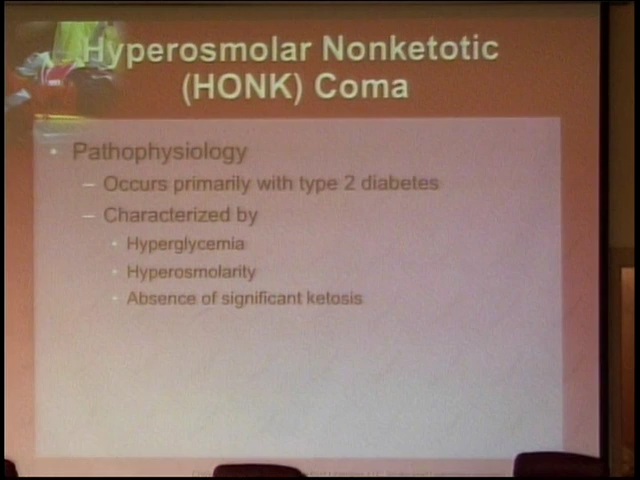 Hyperosmolar Nonketotic
(HONK) Coma
• Pathophysiology
– Occurs primarily with type 2 diabetes
– Characterized by
• Hyperglycemia
• Hyperosmolarity
• Absence of significant ketosis